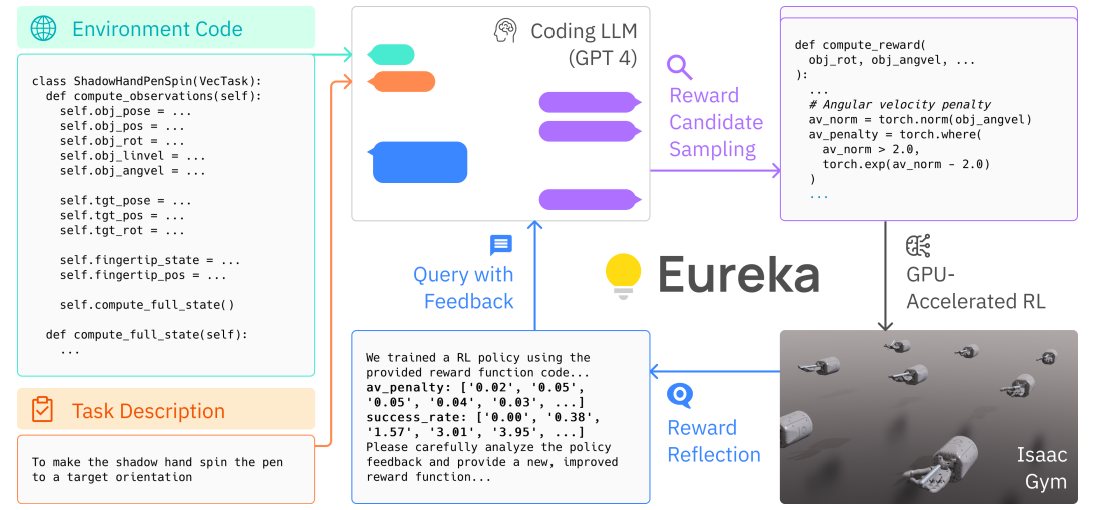 Environment Code
class ShadowHandPenSpin(VecTask):
  def compute_observations(self):
    self.obj_pose = ...
    self.obj_pos = ...
    self.obj_rot = ...
    self.obj_linvel = ...
    self.obj_angvel = ...
    self.tgt_pose = ...
    self.tgt_pos = ...
    self.tgt_rot = ...
    self.fingertip_state = ...
    self.fingertip_pos = ...
    self.compute_full_state()
  def compute_full_state(self):
    ...
Task Description
To make the shadow hand spin the pen
to a target orientation
Coding LLM
(GPT 4)
Reward
Candidate
Sampling
def compute_reward(
  obj_rot, obj_angvel, ...
):
  ...
  # Angular velocity penalty
  av_norm = torch.norm(obj_angvel)
  av_penalty = torch.where(
    av_norm > 2.0,
    torch.exp(av_norm - 2.0)
  )
  ...
Query with
Feedback
Eureka
GPU-
Accelerated RL
We trained a RL policy using the
provided reward function code...
av_penalty: ['0.02', '0.05',
'0.05', '0.04', '0.03', ...]
success_rate: ['0.00', '0.38',
'1.57', '3.01', '3.95', ...]
Please carefully analyze the policy
feedback and provide a new, improved
reward function...
Reward
Reflection
Isaac
Gym